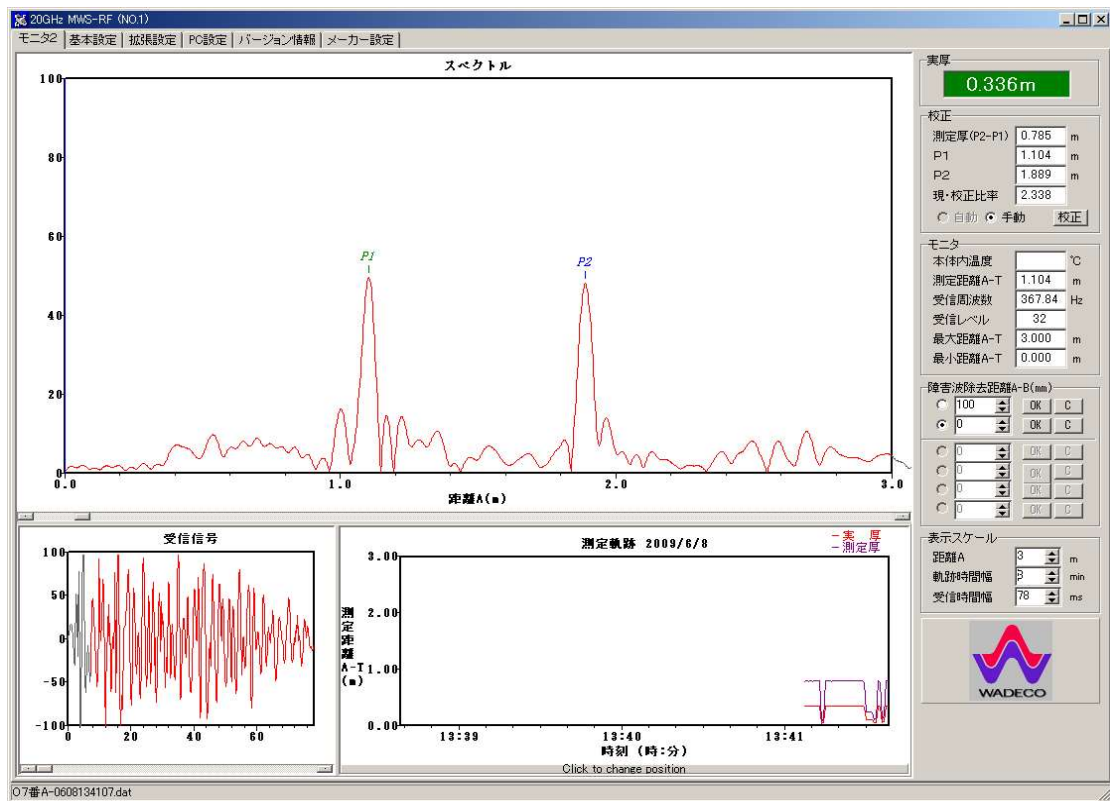 20GHz MWS-RF (NO.1)
モニタ2 基本設定 拡張設定 PC設定 バージョン情報 メーカー設定
スペクトル
100
80
60
40
20
0
P1
P2
0.0 1.0 2.0 3.0
距離A(m)
実厚
0.336m
校正
測定厚(P2-P1) 0.785 m
P1 1.104 m
P2 1.889 m
現・校正比率 2.338
自動 手動 校正
モニタ
本体内温度 ℃
測定距離A-T 1.104 m
受信周波数 367.84 Hz
受信レベル 32
最大距離A-T 3.000 m
最小距離A-T 0.000 m
障害波除去距離A-B(mm)
100 OK C
0 OK C
0 OK C
0 OK C
0 OK C
0 OK C
表示スケール
距離A 3 m
軌跡時間幅 3 min
受信時間幅 78 ms
WADECO
受信信号
100
50
0
-50
-100
0 20 40 60
測定軌跡 2009/6/8
実 厚
測定厚
3.00
2.00
1.00
0.00
測定距離A-T(m)
13:39 13:40 13:41
時刻 (時:分)
Click to change position
07番A-0608134107.dat